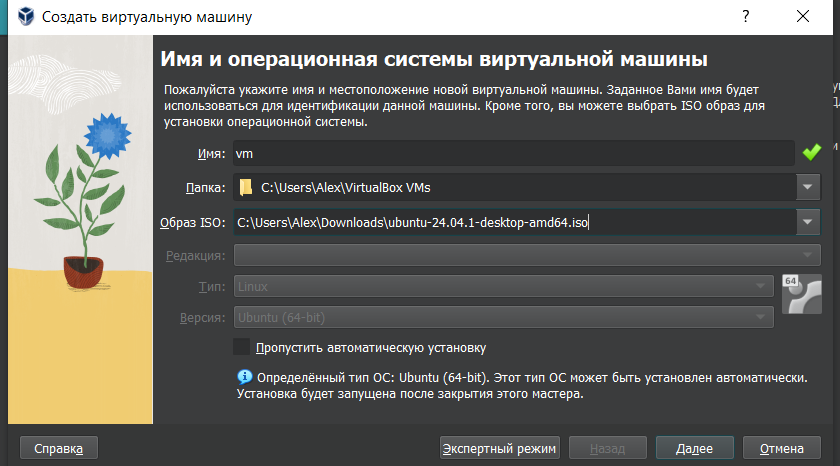 Создать виртуальную машину
?
Имя и операционная системы виртуальной машины
Пожалуйста укажите имя и местоположение новой виртуальной машины. Заданное Вами имя будет
использоваться для идентификации данной машины. Кроме того, вы можете выбрать ISO образ для
установки операционной системы.
Имя: vm
Папка: C:\Users\Alex\VirtualBox VMs
Образ ISO: C:\Users\Alex\Downloads\ubuntu-24.04.1-desktop-amd64.iso
Редакция:
Тип: Linux
64
Версия: Ubuntu (64-bit)
Пропустить автоматическую установку
Определённый тип ОС: Ubuntu (64-bit). Этот тип ОС может быть установлен автоматически.
Установка будет запущена после закрытия этого мастера.
Справка Экспертный режим Назад Далее Отмена